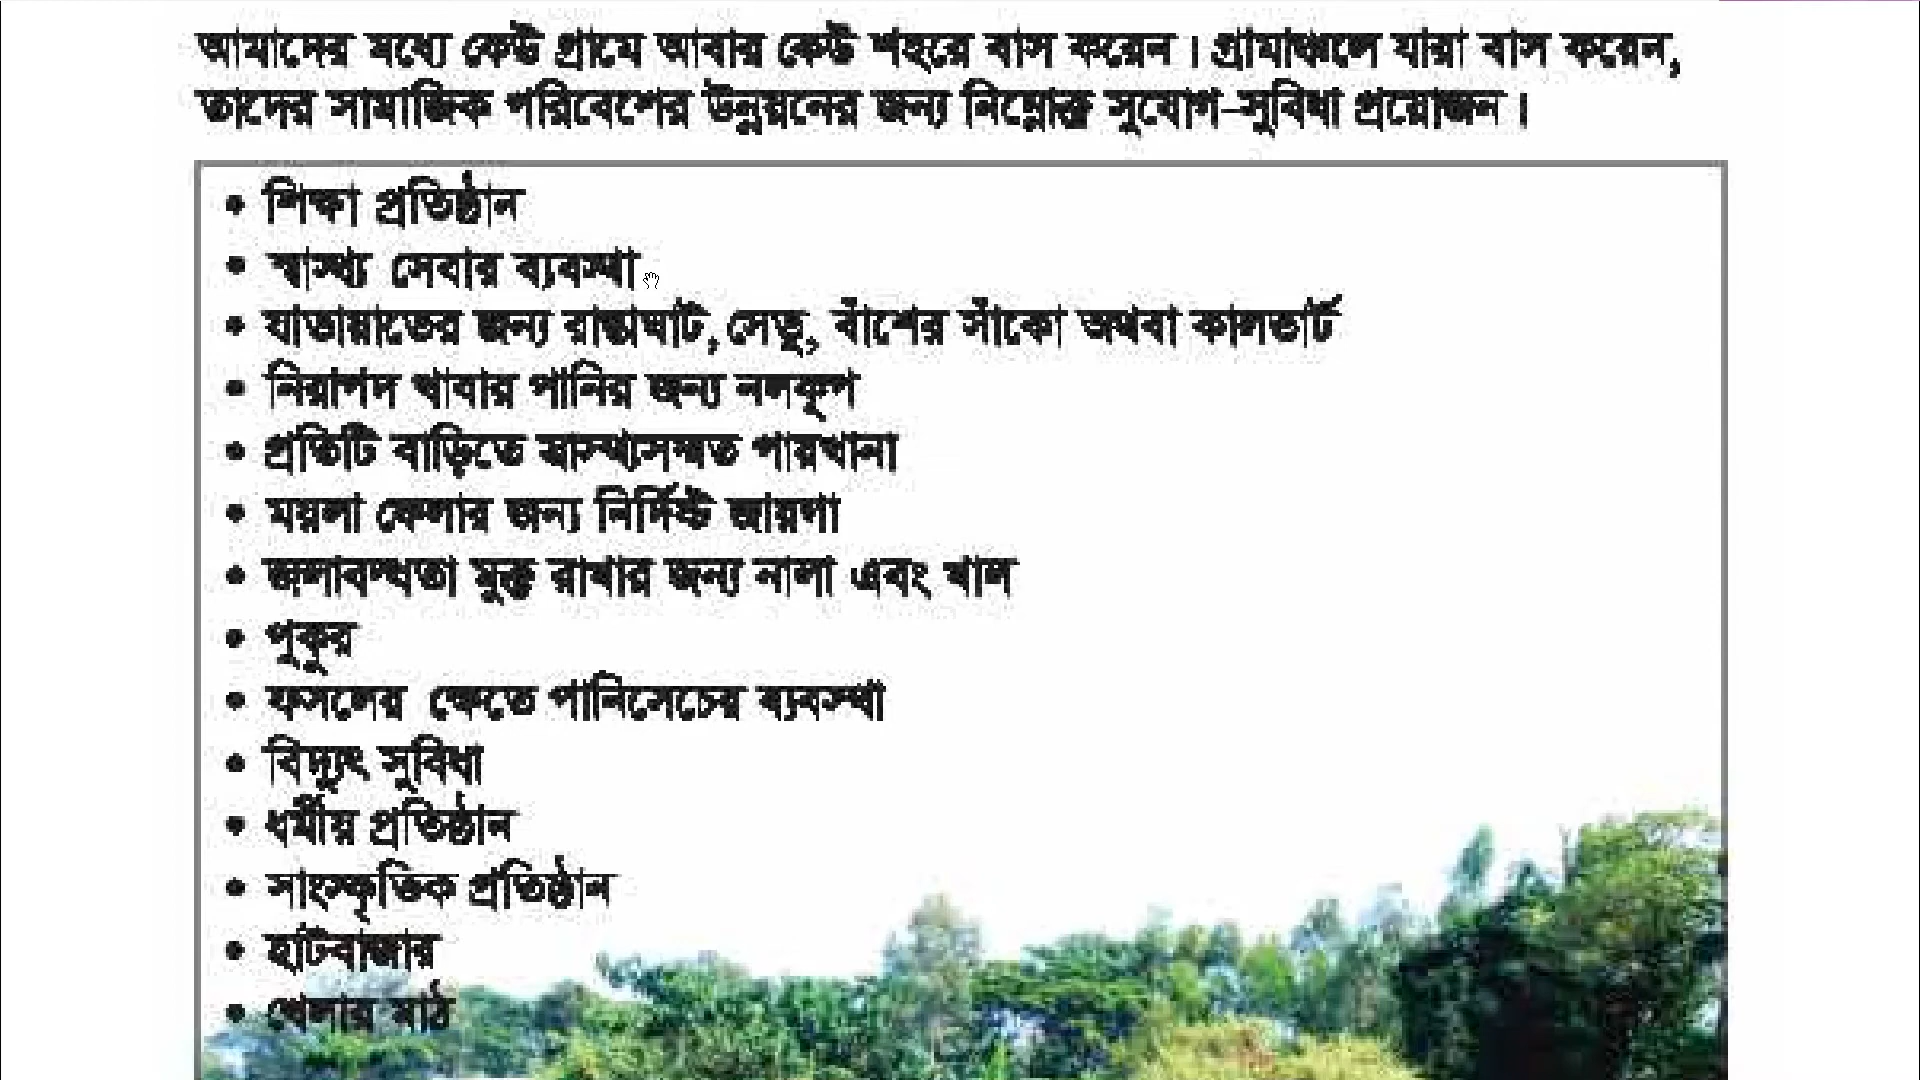 আমাদের মধ্যে কেউ গ্রামে আবার কেউ শহরে বাস করেন। গ্রামাঞ্চলে যারা বাস করেন,
তাদের সামাজিক পরিবেশের উন্নয়নের জন্য নিম্নোক্ত সুযোগ-সুবিধা প্রয়োজন।
• শিক্ষা প্রতিষ্ঠান
• স্বাস্থ্য সেবার ব্যবস্থা
• যাতায়াতের জন্য রাস্তাঘাট, সেতু, বাঁশের সাঁকো অথবা কালভার্ট
• নিরাপদ খাবার পানির জন্য নলকূপ
• প্রতিটি বাড়িতে স্বাস্থ্যসম্মত পায়খানা
• ময়লা ফেলার জন্য নির্দিষ্ট জায়গা
• জলাবদ্ধতা মুক্ত রাখার জন্য নালা এবং খাল
• পুকুর
• ফসলের ক্ষেতে পানিসেচের ব্যবস্থা
• বিদ্যুৎ সুবিধা
• ধর্মীয় প্রতিষ্ঠান
• সাংস্কৃতিক প্রতিষ্ঠান
• হাটবাজার
• খেলার মাঠ